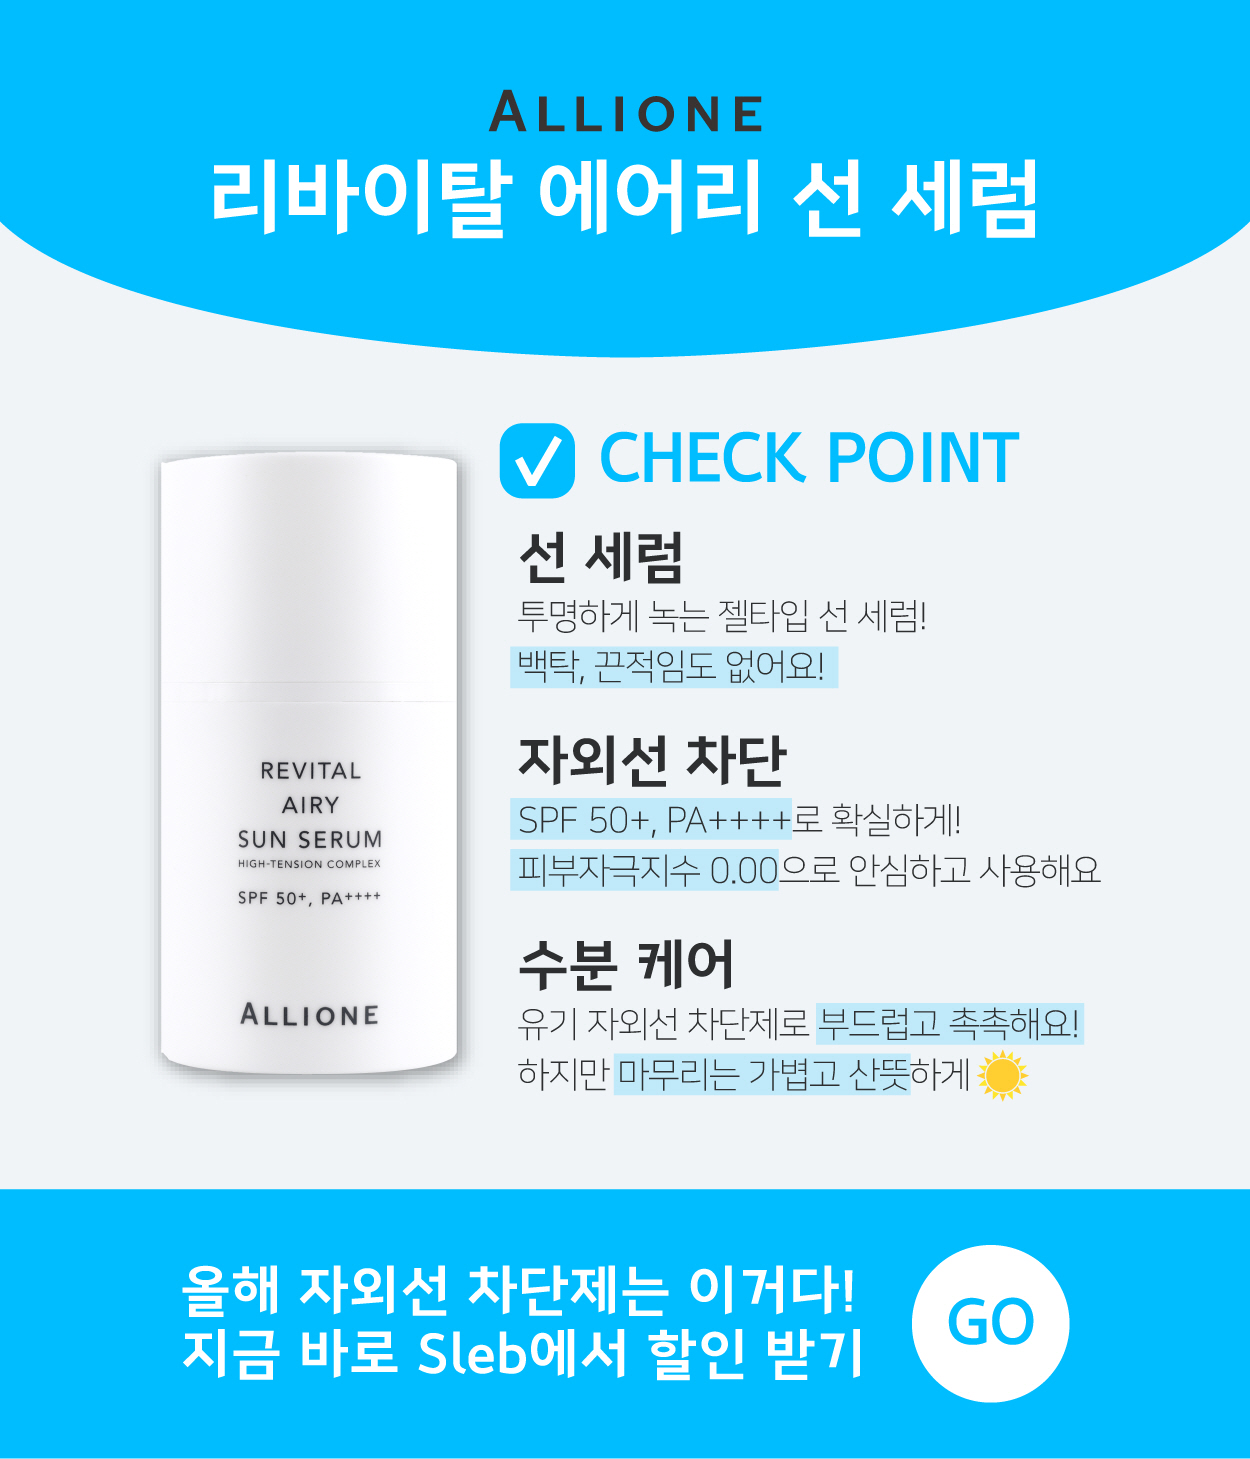 ALLIONE
리바이탈 에어리 선 세럼
CHECK POINT
선 세럼
투명하게 녹는 젤타입 선 세럼!
백탁, 끈적임도 없어요!
자외선 차단
SPF 50+, PA++++로 확실하게!
피부자극지수 0.00으로 안심하고 사용해요
수분 케어
유기 자외선 차단제로 부드럽고 촉촉해요!
하지만 마무리는 가볍고 산뜻하게
REVITAL
AIRY
SUN SERUM
HIGH-TENSION COMPLEX
SPF 50+, PA++++
ALLIONE
올해 자외선 차단제는 이거다!
지금 바로 Sleb에서 할인 받기
GO